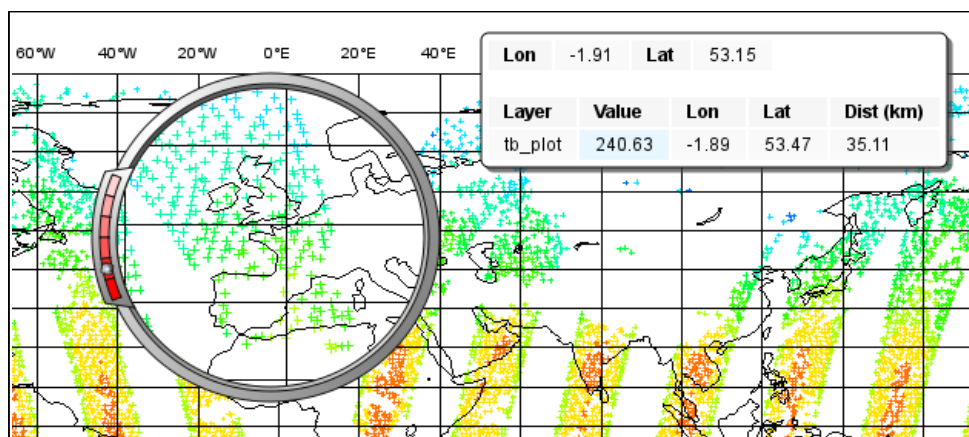 60°W 40°W 20°W 0°E 20°E 40°E
Lon -1.91 Lat 53.15
Layer Value Lon Lat Dist (km)
tb_plot 240.63 -1.89 53.47 35.11